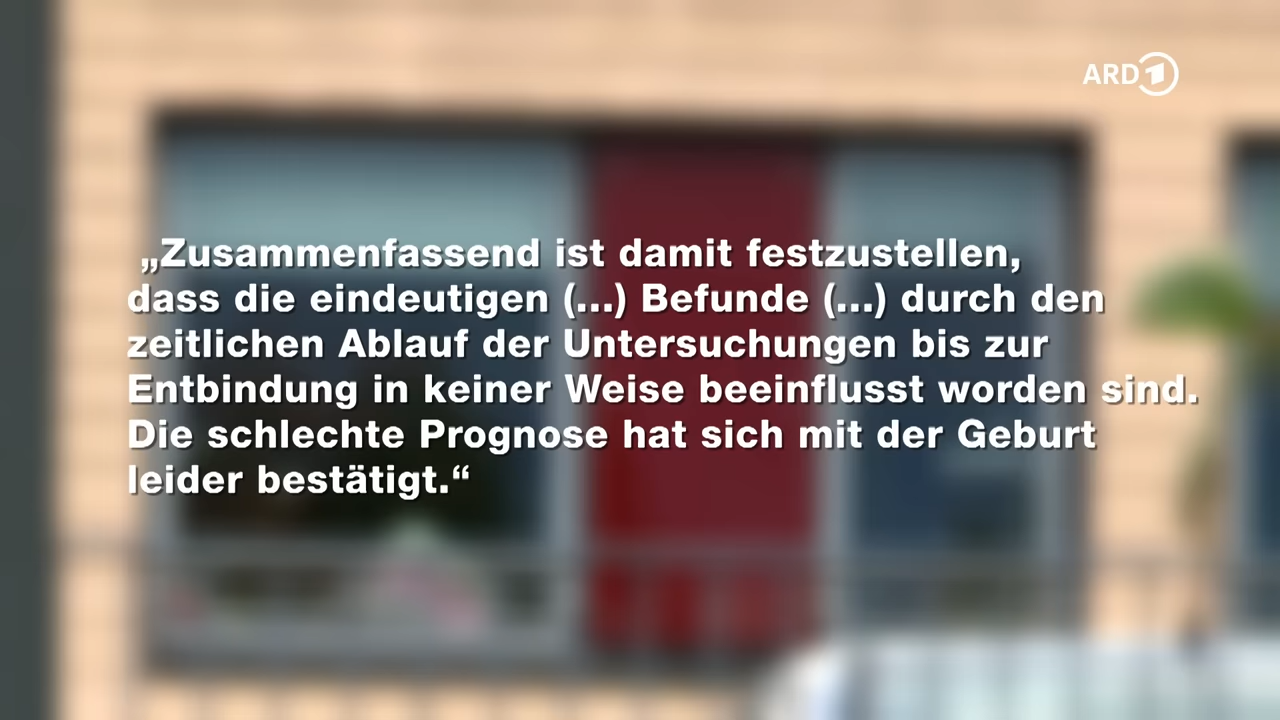 ARD 1
„Zusammenfassend ist damit festzustellen,
dass die eindeutigen (...) Befunde (...) durch den
zeitlichen Ablauf der Untersuchungen bis zur
Entbindung in keiner Weise beeinflusst worden sind.
Die schlechte Prognose hat sich mit der Geburt
leider bestätigt.“